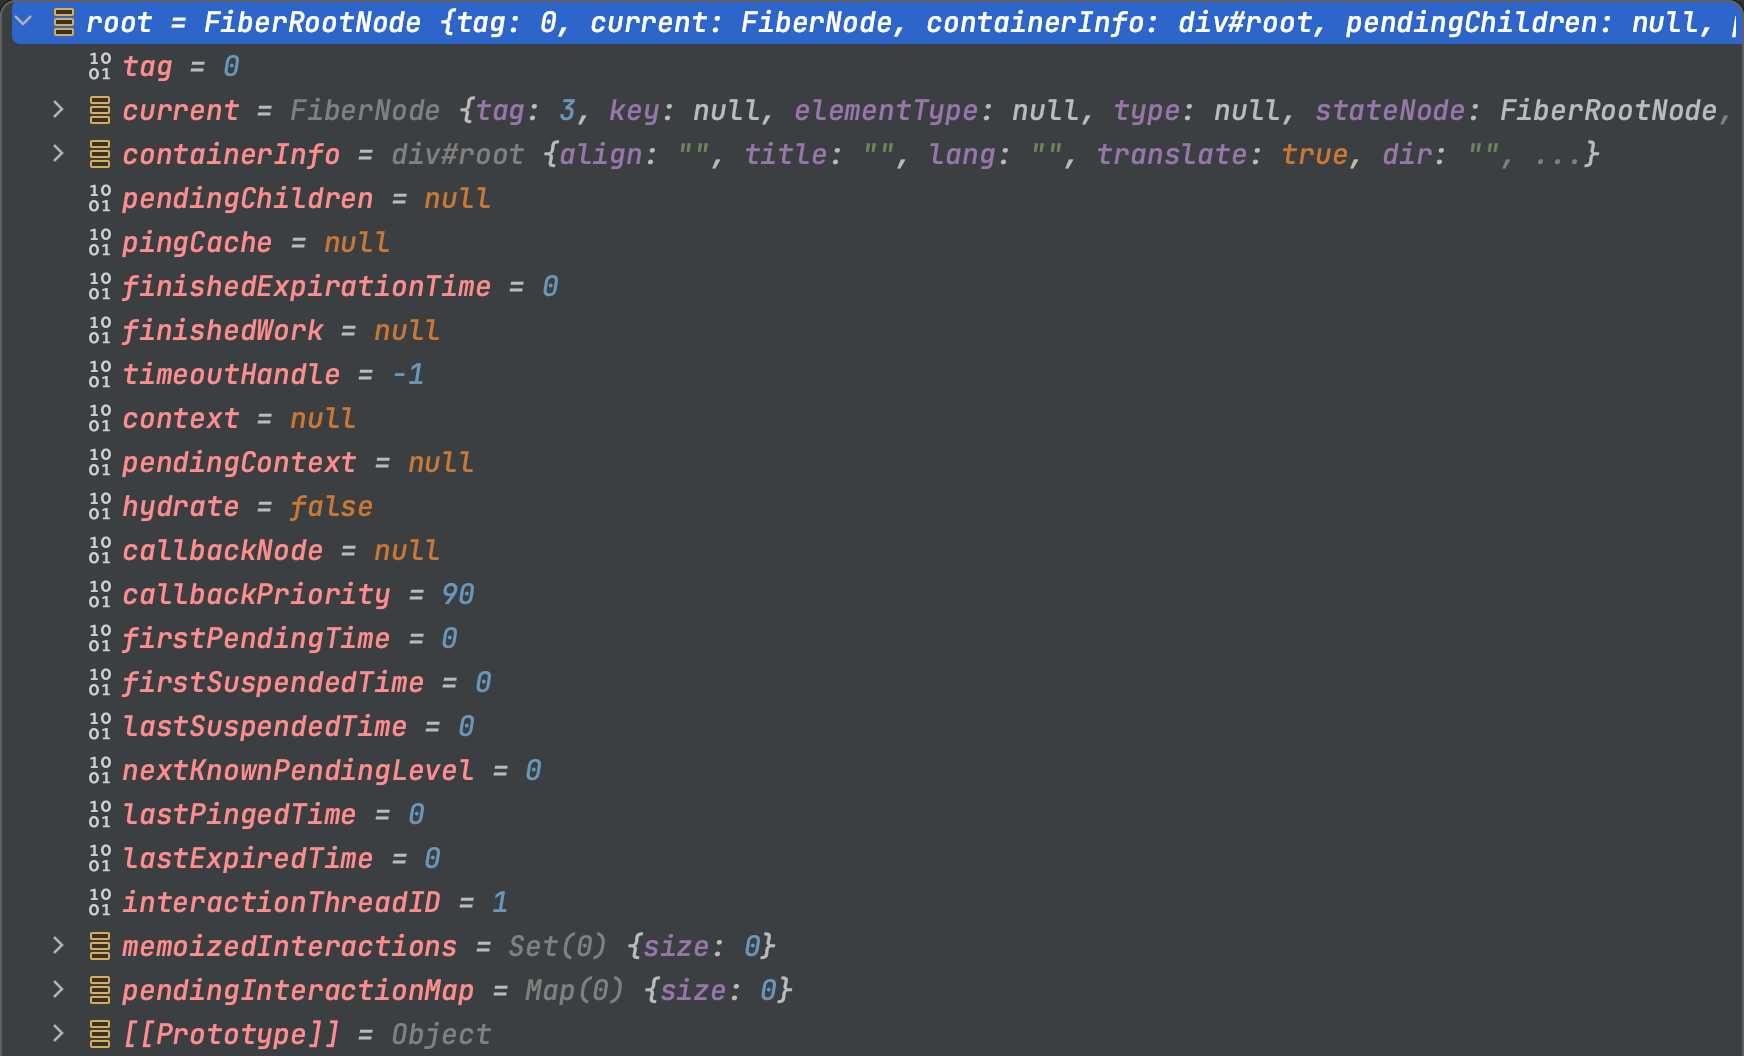 root = FiberRootNode {tag: 0, current: FiberNode, containerInfo: div#root, pendingChildren: null,
tag = 0
current = FiberNode {tag: 3, key: null, elementType: null, type: null, stateNode: FiberRootNode,
containerInfo = div#root {align: "", title: "", lang: "", translate: true, dir: "", ...}
pendingChildren = null
pingCache = null
finishedExpirationTime = 0
finishedWork = null
timeoutHandle = -1
context = null
pendingContext = null
hydrate = false
callbackNode = null
callbackPriority = 90
firstPendingTime = 0
firstSuspendedTime = 0
lastSuspendedTime = 0
nextKnownPendingLevel = 0
lastPingedTime = 0
lastExpiredTime = 0
interactionThreadID = 1
memoizedInteractions = Set(0) {size: 0}
pendingInteractionMap = Map(0) {size: 0}
[[Prototype]] = Object